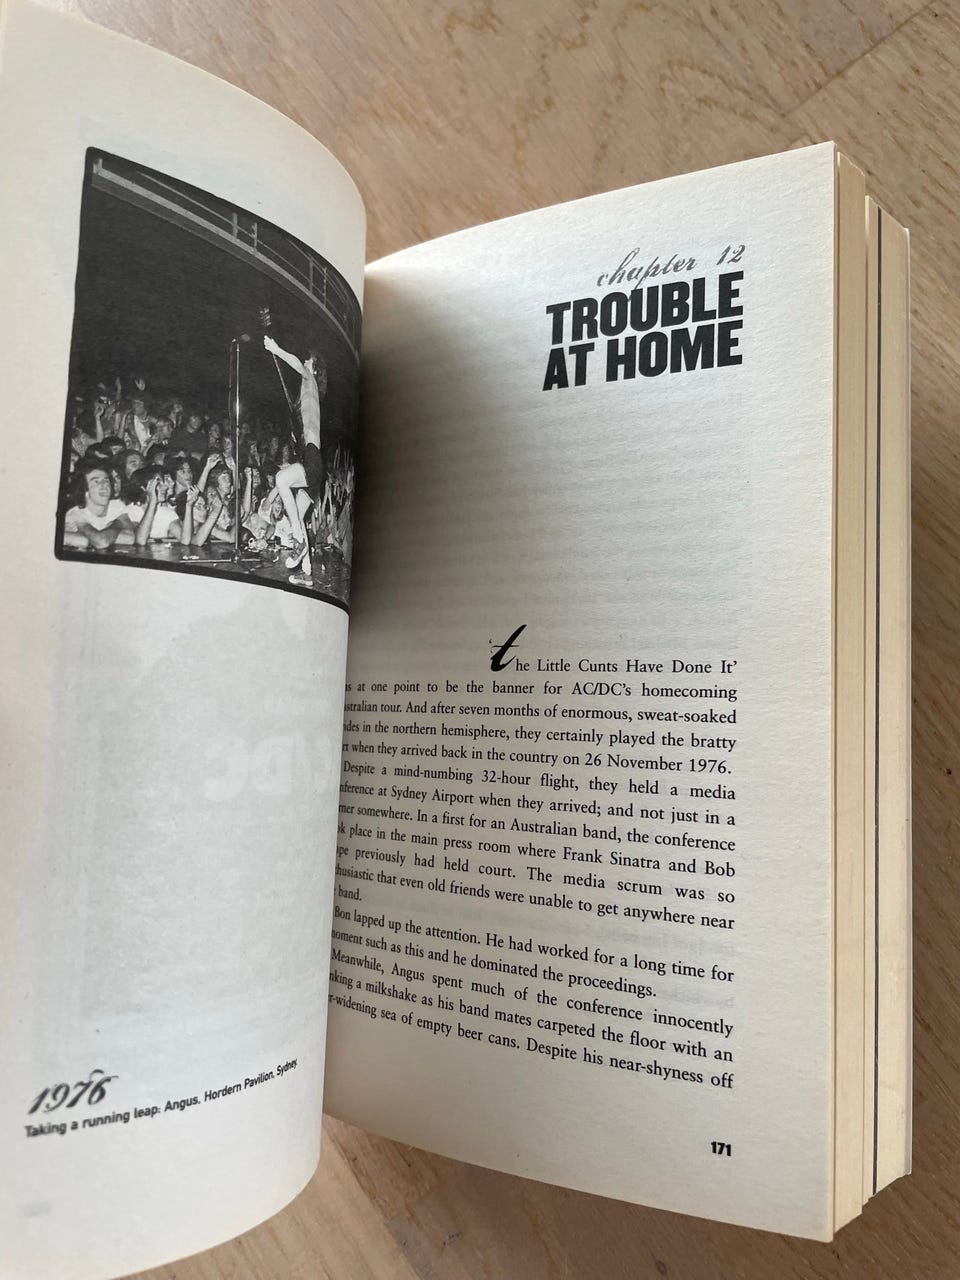 1976
Taking a running leap: Angus, Hordern Pavilion, Sydney.
chapter 12
TROUBLE
AT HOME
‘the Little Cunts Have Done It’
at one point to be the banner for AC/DC’s homecoming
tour. And after seven months of enormous, sweat-soaked
in the northern hemisphere, they certainly played the bratty
when they arrived back in the country on 26 November 1976.
Despite a mind-numbing 32-hour flight, they held a media
at Sydney Airport when they arrived; and not just in a
somewhere. In a first for an Australian band, the conference
place in the main press room where Frank Sinatra and Bob
previously had held court. The media scrum was so
that even old friends were unable to get anywhere near
band.
Bon lapped up the attention. He had worked for a long time for
such as this and he dominated the proceedings.
Meanwhile, Angus spent much of the conference innocently
a milkshake as his band mates carpeted the floor with an
sea of empty beer cans. Despite his near-shyness off
171